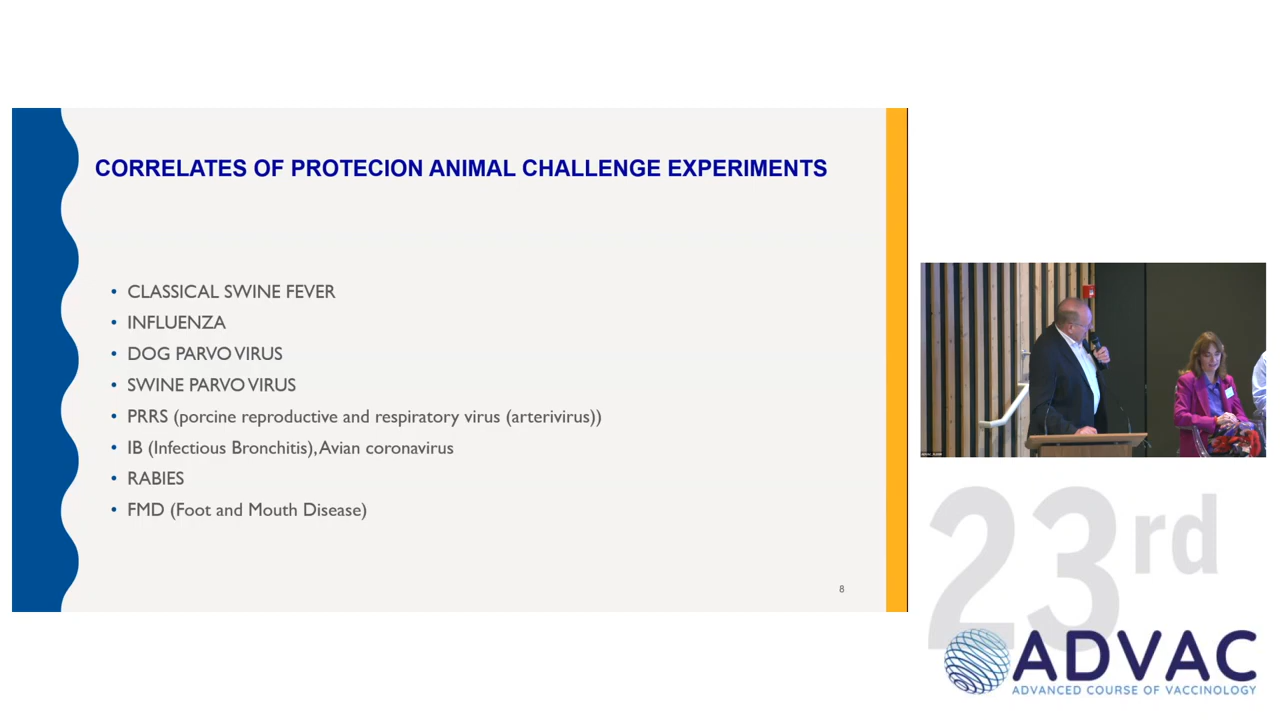 CORRELATES OF PROTECION ANIMAL CHALLENGE EXPERIMENTS
• CLASSICAL SWINE FEVER
• INFLUENZA
• DOG PARVO VIRUS
• SWINE PARVO VIRUS
• PRRS (porcine reproductive and respiratory virus (arterivirus))
• IB (Infectious Bronchitis), Avian coronavirus
• RABIES
• FMD (Foot and Mouth Disease)
8
23rd
ADVAC
ADVANCED COURSE OF VACCINOLOGY